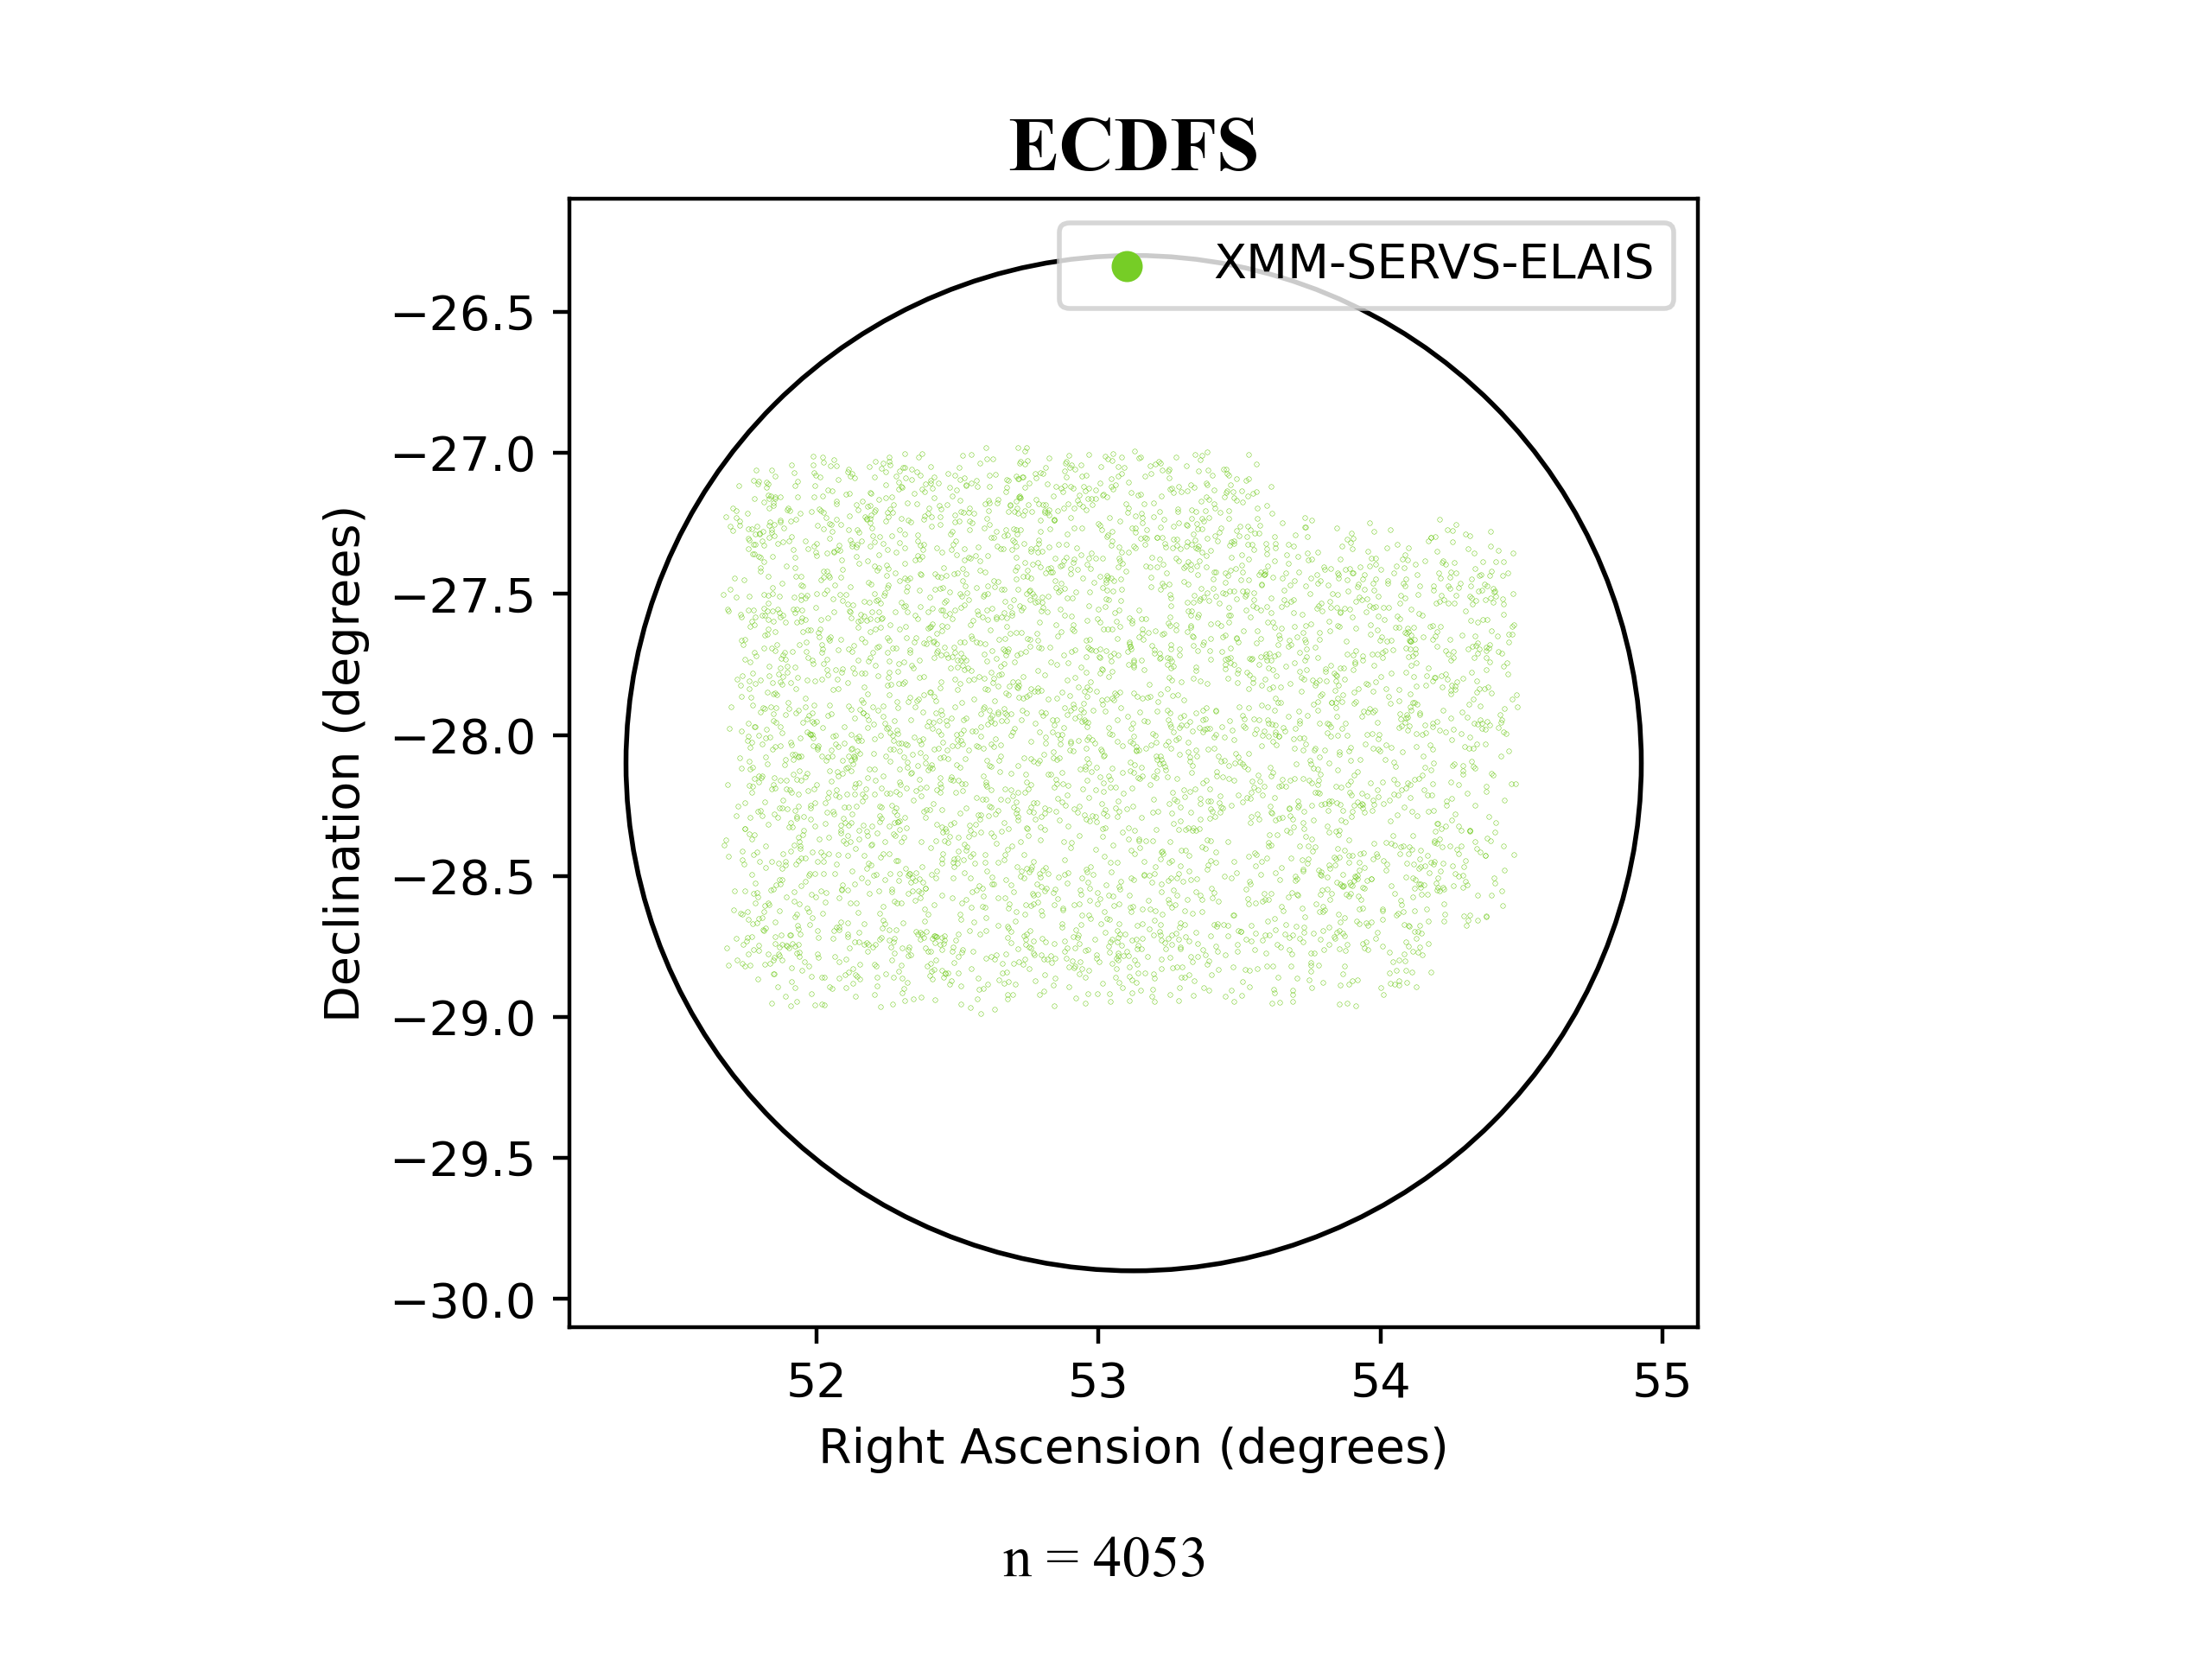 ECDFS
XMM-SERVS-ELAIS
−26.5
−27.0
−27.5
−28.0
−28.5
−29.0
−29.5
−30.0
Declination (degrees)
52 53 54 55
Right Ascension (degrees)
n = 4053